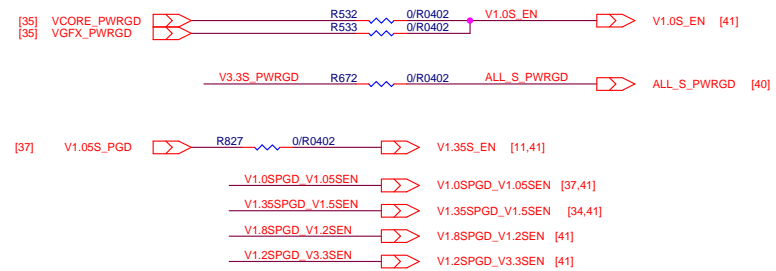 [35] VCORE_PWRGD R532 0/R0402 V1.0S_EN V1.0S_EN [41]
[35] VGFX_PWRGD R533 0/R0402
V3.3S_PWRGD R672 0/R0402 ALL_S_PWRGD ALL_S_PWRGD [40]
[37] V1.05S_PGD R827 0/R0402 V1.35S_EN [11,41]
V1.0SPGD_V1.05SEN V1.0SPGD_V1.05SEN [37,41]
V1.35SPGD_V1.5SEN V1.35SPGD_V1.5SEN [34,41]
V1.8SPGD_V1.2SEN V1.8SPGD_V1.2SEN [41]
V1.2SPGD_V3.3SEN V1.2SPGD_V3.3SEN [41]